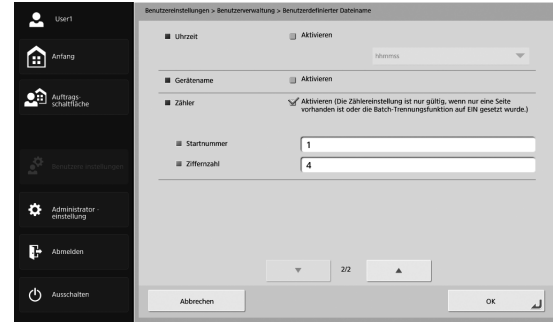 User1
Anfang
Auftrags-
schaltfläche
Benutzereinstellungen
Administrator -
einstellung
Abmelden
Ausschalten
Benutzereinstellungen > Benutzerverwaltung > Benutzerdefinierter Dateiname
Uhrzeit
Aktivieren
hhmmss
Gerätename
Aktivieren
Zähler
Aktivieren (Die Zählereinstellung ist nur gültig, wenn nur eine Seite
vorhanden ist oder die Batch-Trennungsfunktion auf EIN gesetzt wurde.)
Startnummer
1
Ziffernzahl
4
2/2
Abbrechen
OK